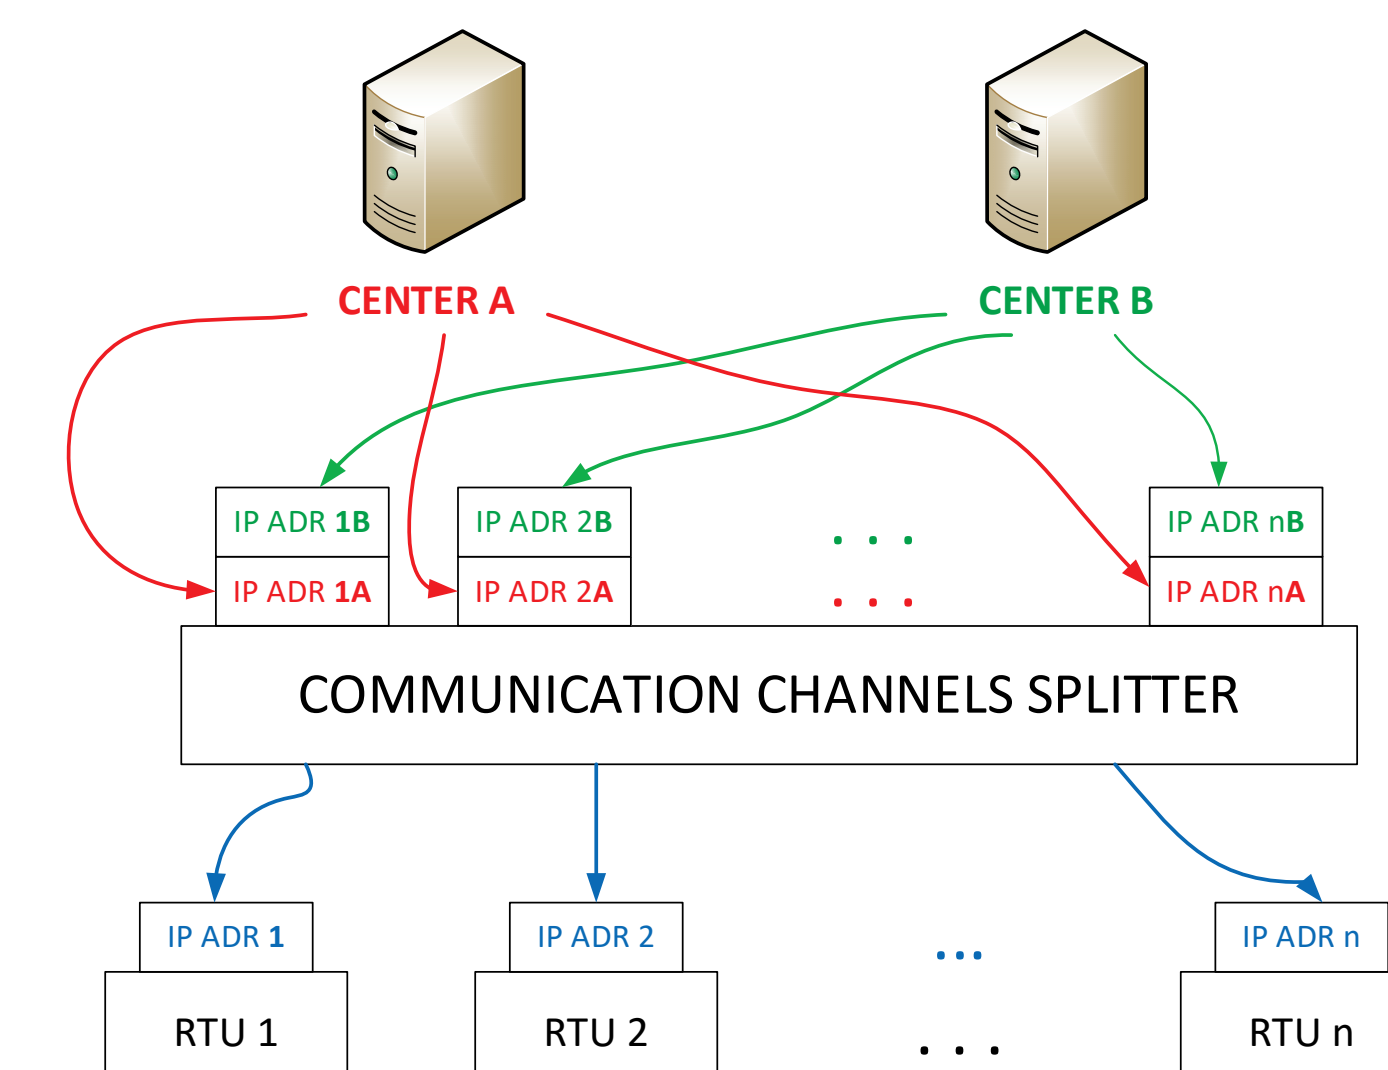 CENTER A
CENTER B
IP ADR 1B
IP ADR 2B
. . .
IP ADR nB
IP ADR 1A
IP ADR 2A
. . .
IP ADR nA
COMMUNICATION CHANNELS SPLITTER
IP ADR 1
IP ADR 2
...
IP ADR n
RTU 1
RTU 2
. . .
RTU n